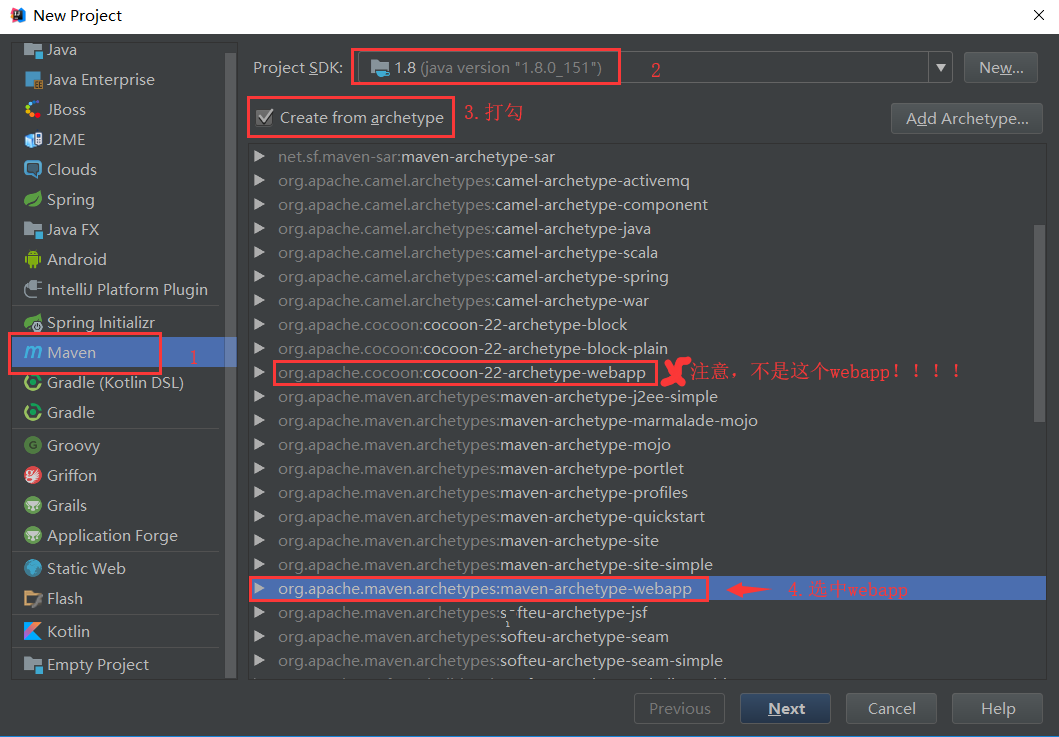 New Project
Java
Java Enterprise
JBoss
J2ME
Clouds
Spring
Java FX
Android
IntelliJ Platform Plugin
Spring Initializr
Maven 1
Gradle (Kotlin DSL)
Gradle
Groovy
Griffon
Grails
Application Forge
Static Web
Flash
Kotlin
Empty Project
Project SDK: 1.8 (java version "1.8.0_151") 2 New...
Create from archetype 3.打勾 Add Archetype...
net.sf.maven-sar:maven-archetype-sar
org.apache.camel.archetypes:camel-archetype-activemq
org.apache.camel.archetypes:camel-archetype-component
org.apache.camel.archetypes:camel-archetype-java
org.apache.camel.archetypes:camel-archetype-scala
org.apache.camel.archetypes:camel-archetype-spring
org.apache.camel.archetypes:camel-archetype-war
org.apache.cocoon:cocoon-22-archetype-block
org.apache.cocoon:cocoon-22-archetype-block-plain
org.apache.cocoon:cocoon-22-archetype-webapp 注意，不是这个webapp！！！！
org.apache.maven.archetypes:maven-archetype-j2ee-simple
org.apache.maven.archetypes:maven-archetype-marmalade-mojo
org.apache.maven.archetypes:maven-archetype-mojo
org.apache.maven.archetypes:maven-archetype-portlet
org.apache.maven.archetypes:maven-archetype-profiles
org.apache.maven.archetypes:maven-archetype-quickstart
org.apache.maven.archetypes:maven-archetype-site
org.apache.maven.archetypes:maven-archetype-site-simple
org.apache.maven.archetypes:maven-archetype-webapp 4.选中webapp
org.apache.maven.archetypes:softeu-archetype-jsf
org.apache.maven.archetypes:softeu-archetype-seam
org.apache.maven.archetypes:softeu-archetype-seam-simple
Previous Next Cancel Help